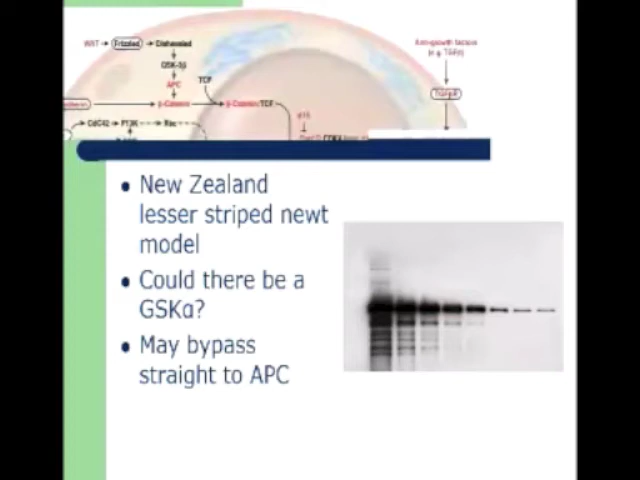 WNT Frizzled Dishevelled Anti-growth factors
(e.g. TGFβ)
GSK-3β
APC TCF
β-Catenin β-Catenin:TCF TGFβR
CdC42 PI3K Rac
• New Zealand
lesser striped newt
model
• Could there be a
GSKα?
• May bypass
straight to APC